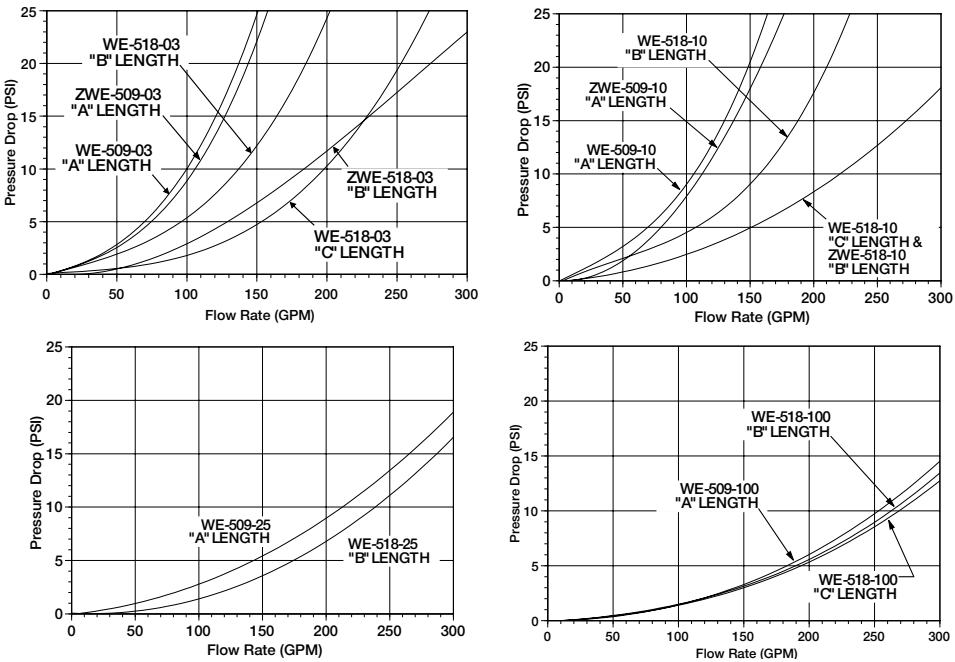 25
20
15
10
5
0
Pressure Drop (PSI)
WE-518-03
"B" LENGTH
ZWE-509-03
"A" LENGTH
WE-509-03
"A" LENGTH
ZWE-518-03
"B" LENGTH
WE-518-03
"C" LENGTH
0 50 100 150 200 250 300
Flow Rate (GPM)
25
20
15
10
5
0
Pressure Drop (PSI)
WE-518-10
"B" LENGTH
ZWE-509-10
"A" LENGTH
WE-509-10
"A" LENGTH
WE-518-10
"C" LENGTH &
ZWE-518-10
"B" LENGTH
0 50 100 150 200 250 300
Flow Rate (GPM)
25
20
15
10
5
0
Pressure Drop (PSI)
WE-509-25
"A" LENGTH
WE-518-25
"B" LENGTH
0 50 100 150 200 250 300
Flow Rate (GPM)
25
20
15
10
5
0
Pressure Drop (PSI)
WE-518-100
"B" LENGTH
WE-509-100
"A" LENGTH
WE-518-100
"C" LENGTH
0 50 100 150 200 250 300
Flow Rate (GPM)